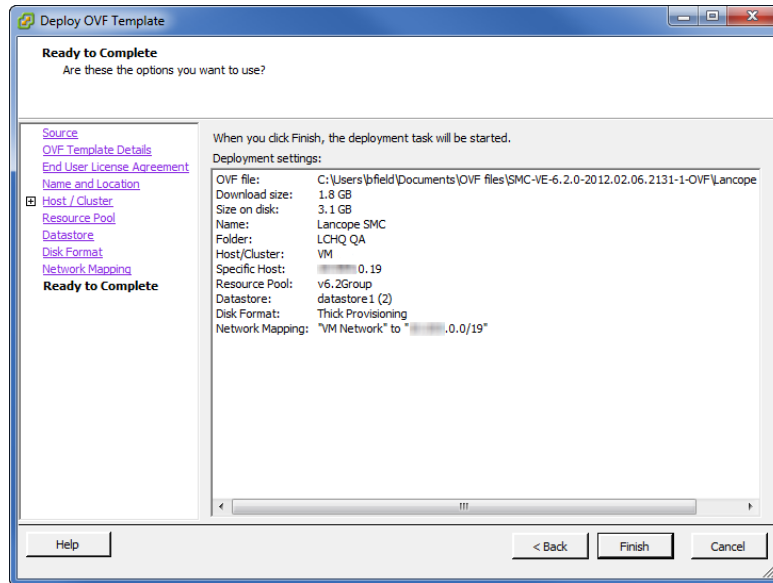 Deploy OVF Template
Ready to Complete
Are these the options you want to use?
Source
OVF Template Details
End User License Agreement
Name and Location
Host / Cluster
Resource Pool
Datastore
Disk Format
Network Mapping
Ready to Complete
When you click Finish, the deployment task will be started.
Deployment settings:
OVF file: C:\Users\bfield\Documents\OVF files\SMC-VE-6.2.0-2012.02.06.2131-1-OVF\Lancope
Download size: 1.8 GB
Size on disk: 3.1 GB
Name: Lancope SMC
Folder: LCHQ QA
Host/Cluster: VM
Specific Host: 0.19
Resource Pool: v6.2Group
Datastore: datastore1 (2)
Disk Format: Thick Provisioning
Network Mapping: "VM Network" to " .0.0/19"
Help
< Back
Finish
Cancel